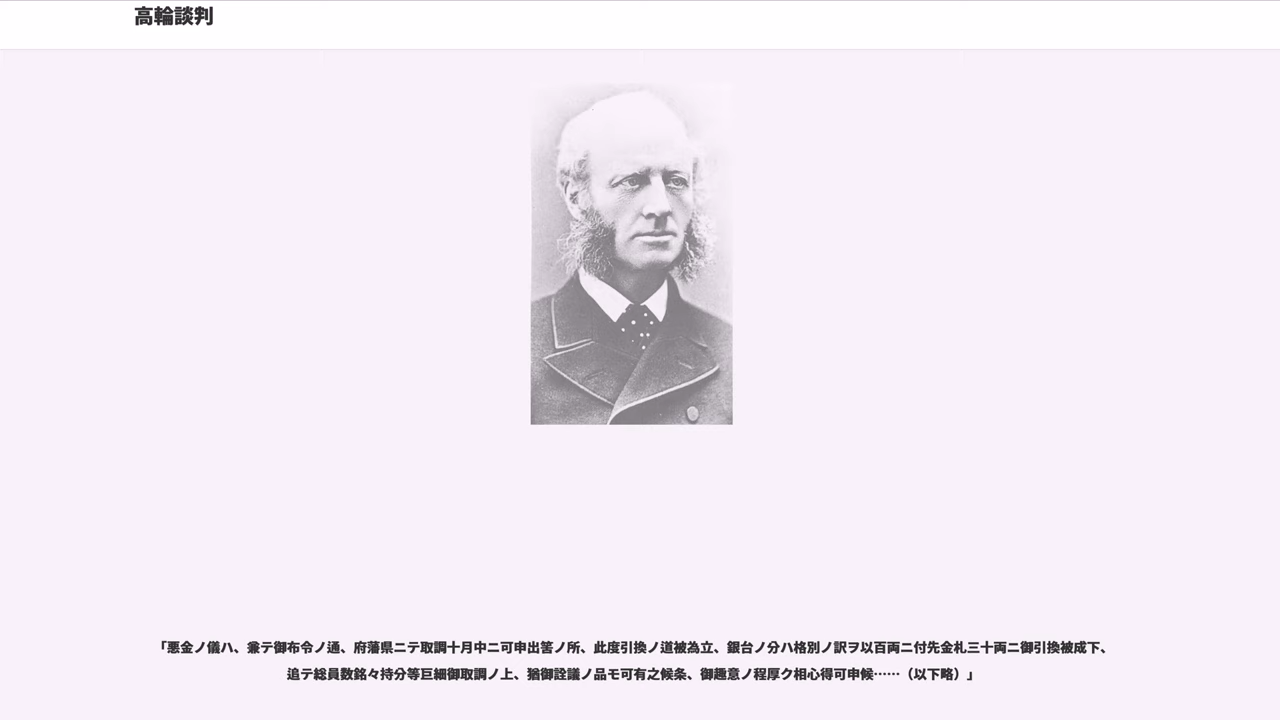 高輪談判
「悪金ノ儀ハ、兼テ御布令ノ通、府藩県ニテ取調十月中ニ可申出筈ノ所、此度引換ノ道被為立、銀台ノ分ハ格別ノ訳ヲ以百両ニ付先金札三十両ニ御引換被成下、
追テ総員数銘々持分等巨細御取調ノ上、猶御詮議ノ品モ可有之候条、御趣意ノ程厚ク相心得可申候……（以下略）」